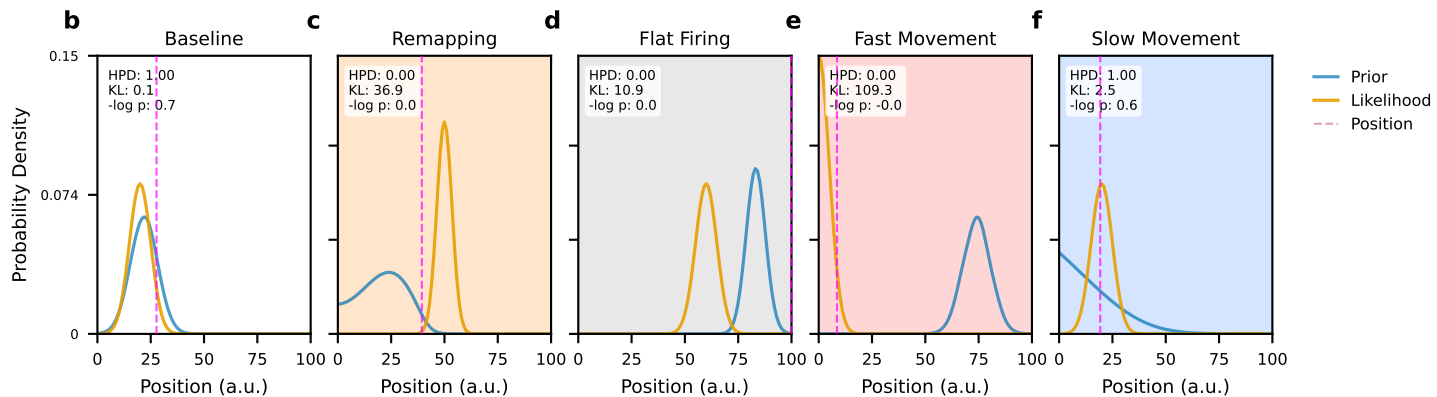 b
Baseline
HPD: 1.00
KL: 0.1
-log p: 0.7
0.15
0.074
0
Probability Density
0 25 50 75 100
Position (a.u.)
c
Remapping
HPD: 0.00
KL: 36.9
-log p: 0.0
0 25 50 75 100
Position (a.u.)
d
Flat Firing
HPD: 0.00
KL: 10.9
-log p: 0.0
0 25 50 75 100
Position (a.u.)
e
Fast Movement
HPD: 0.00
KL: 109.3
-log p: -0.0
0 25 50 75 100
Position (a.u.)
f
Slow Movement
HPD: 1.00
KL: 2.5
-log p: 0.6
0 25 50 75 100
Position (a.u.)
Prior
Likelihood
Position